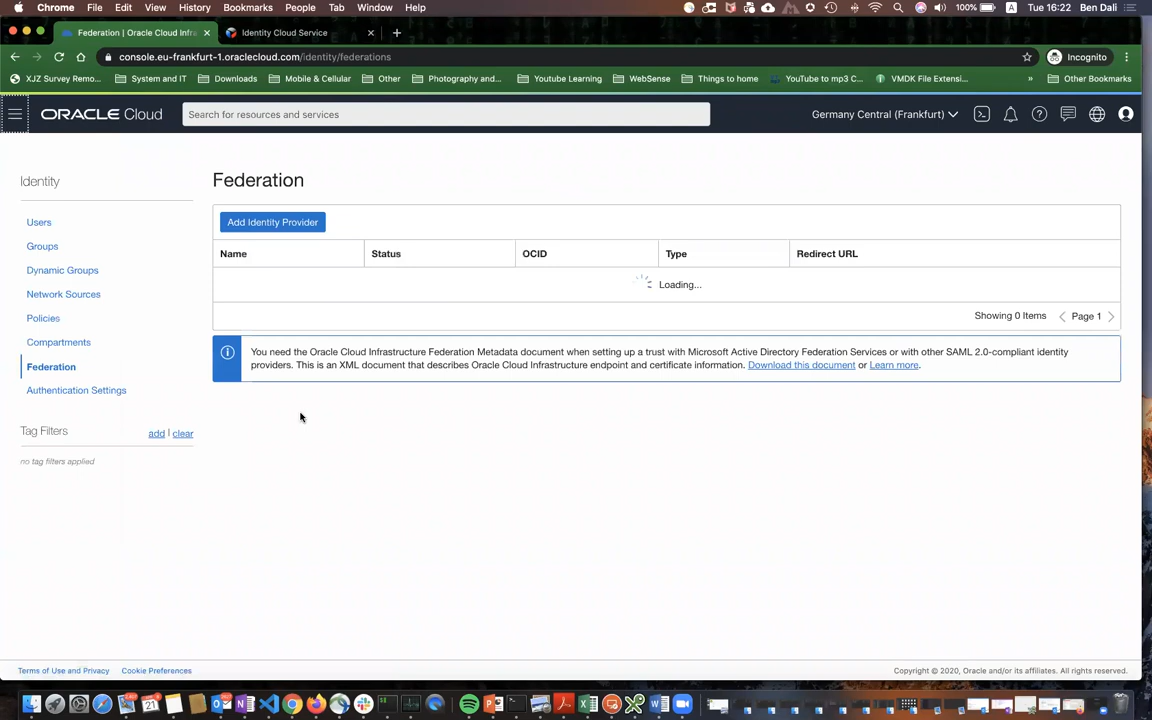 Chrome File Edit View History Bookmarks People Tab Window Help
100% Tue 16:22 Ben Dali
Federation | Oracle Cloud Infra
Identity Cloud Service
console.eu-frankfurt-1.oraclecloud.com/identity/federations
Incognito
XJZ Survey Remo... System and IT Downloads Mobile & Cellular Other Photography and... Youtube Learning WebSense Things to home YouTube to mp3 C... VMDK File Extensi... » Other Bookmarks
ORACLE Cloud
Search for resources and services
Germany Central (Frankfurt)
Identity
Users
Groups
Dynamic Groups
Network Sources
Policies
Compartments
Federation
Authentication Settings
Tag Filters add | clear
no tag filters applied
Federation
Add Identity Provider
Name Status OCID Type Redirect URL
Loading...
Showing 0 Items Page 1
You need the Oracle Cloud Infrastructure Federation Metadata document when setting up a trust with Microsoft Active Directory Federation Services or with other SAML 2.0-compliant identity
providers. This is an XML document that describes Oracle Cloud Infrastructure endpoint and certificate information. Download this document or Learn more.
Terms of Use and Privacy Cookie Preferences
Copyright © 2020, Oracle and/or its affiliates. All rights reserved.